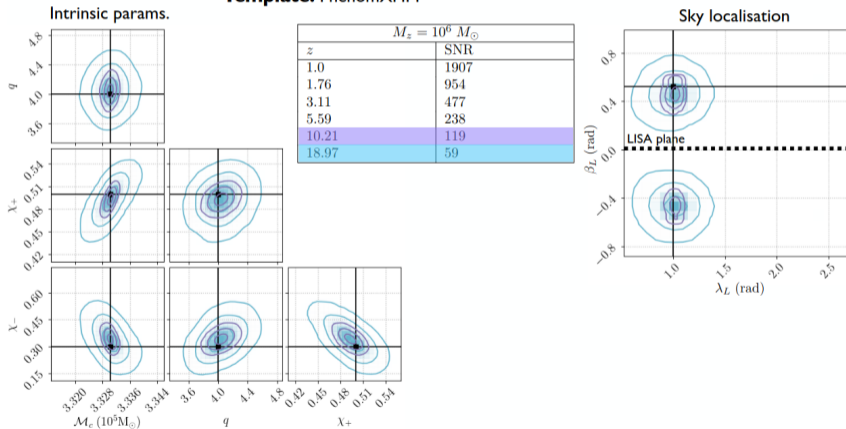 Intrinsic params.
Sky localisation
M_z = 10^6 M_⊙
z SNR
1.0 1907
1.76 954
3.11 477
5.59 238
10.21 119
18.97 59
q
4.8
4.4
4.0
3.6
χ+
0.54
0.51
0.48
0.45
0.42
χ−
0.60
0.45
0.30
0.15
3.320 3.328 3.336 3.344
M_c (10^5 M_⊙)
3.6 4.0 4.4 4.8
q
0.42 0.45 0.48 0.51 0.54
χ+
β_L (rad)
0.8
0.4
0.0
−0.4
−0.8
LISA plane
1.0 1.5 2.0 2.5
λ_L (rad)